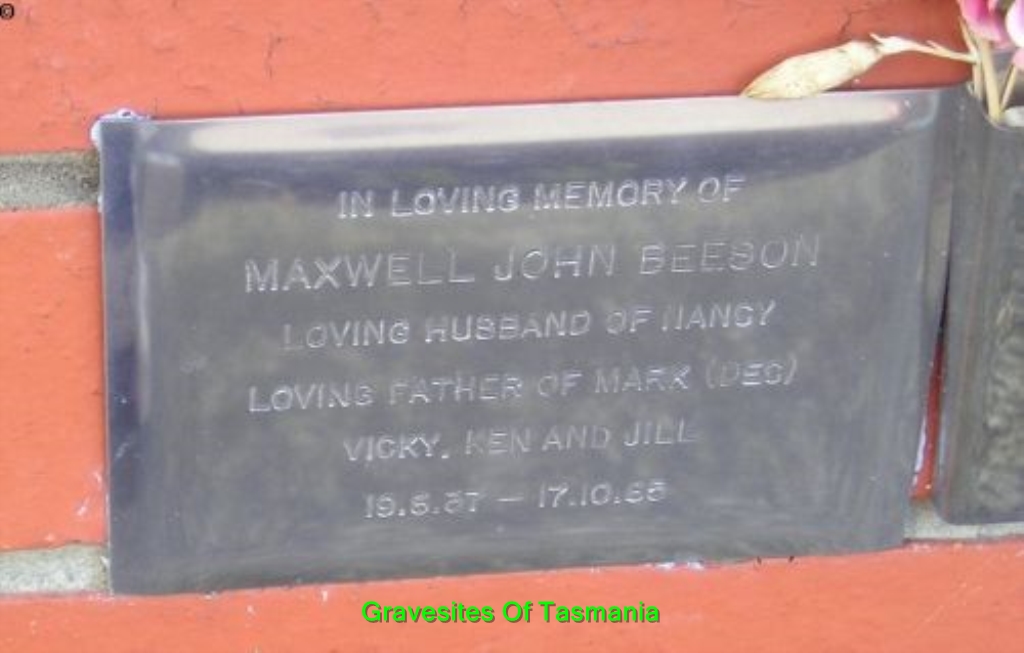 IN LOVING MEMORY OF
MAXWELL JOHN BEESON
LOVING HUSBAND OF NANCY
LOVING FATHER OF MARK (DEC)
VICKY, KEN AND JILL
Gravesites Of Tasmania